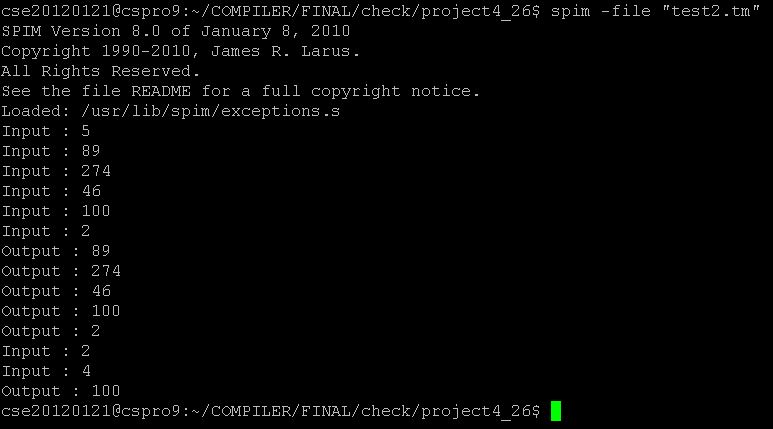 cse20120121@cspro9:~/COMPILER/FINAL/check/project4_26$ spim -file "test2.tm"
SPIM Version 8.0 of January 8, 2010
Copyright 1990-2010, James R. Larus.
All Rights Reserved.
See the file README for a full copyright notice.
Loaded: /usr/lib/spim/exceptions.s
Input : 5
Input : 89
Input : 274
Input : 46
Input : 100
Input : 2
Output : 89
Output : 274
Output : 46
Output : 100
Output : 2
Input : 2
Input : 4
Output : 100
cse20120121@cspro9:~/COMPILER/FINAL/check/project4_26$